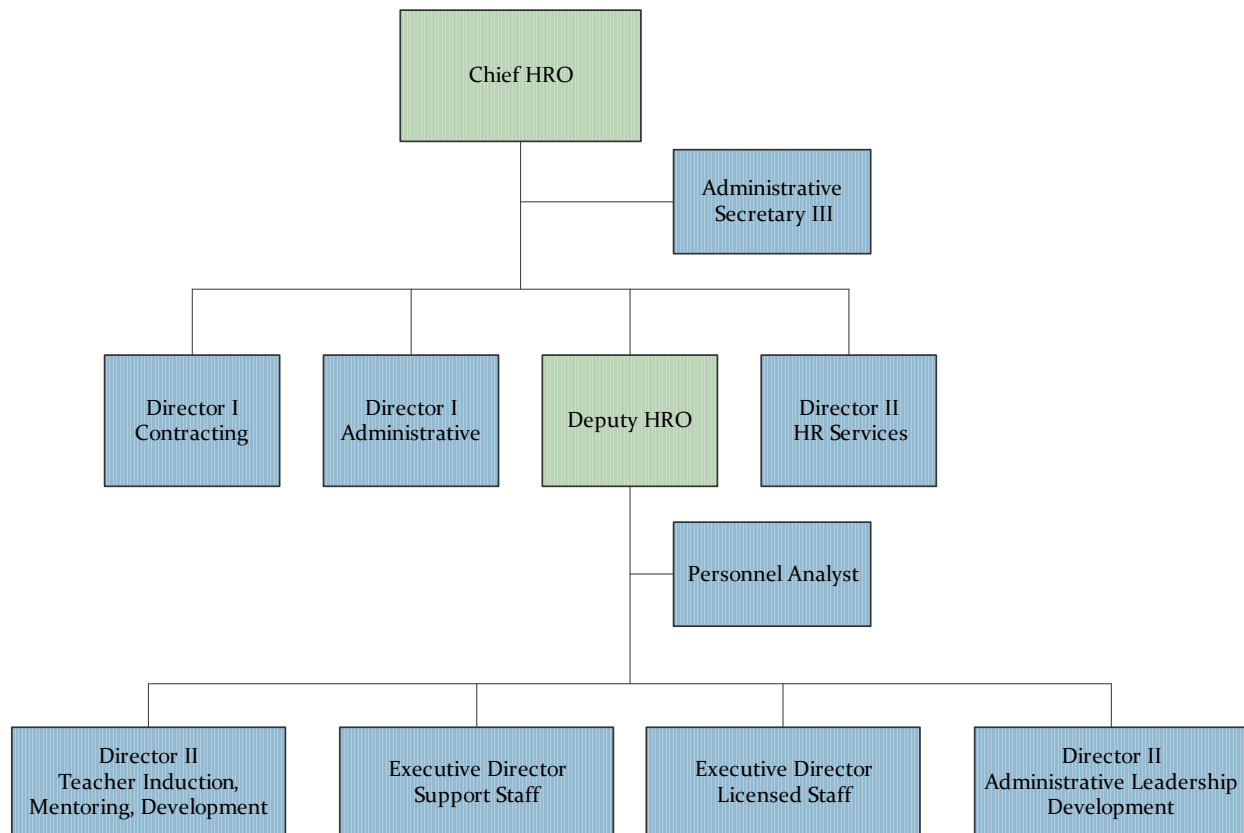 Chief HRO
Administrative
Secretary III
Director I
Contracting
Director I
Administrative
Deputy HRO
Director II
HR Services
Personnel Analyst
Director II
Teacher Induction,
Mentoring, Development
Executive Director
Support Staff
Executive Director
Licensed Staff
Director II
Administrative Leadership
Development